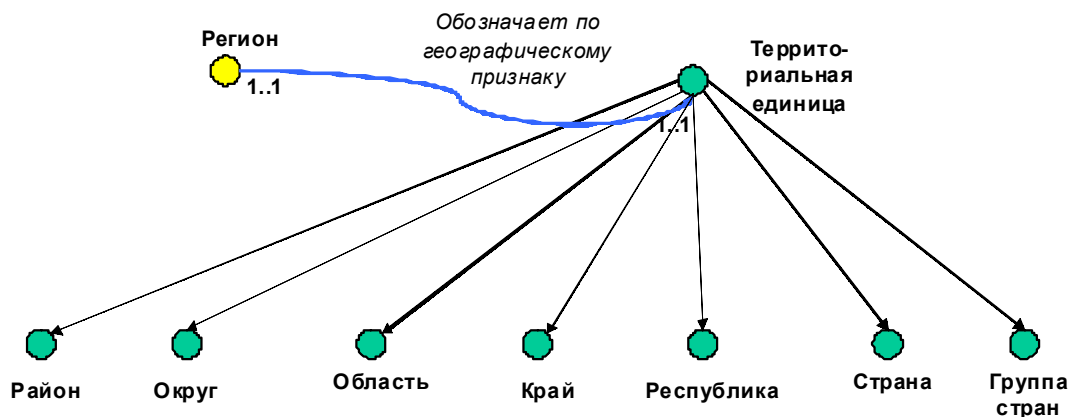 Регион
1..1
Обозначает по
географическому
признаку
Террито-
риальная
единица
1..1
Район
Округ
Область
Край
Республика
Страна
Группа
стран